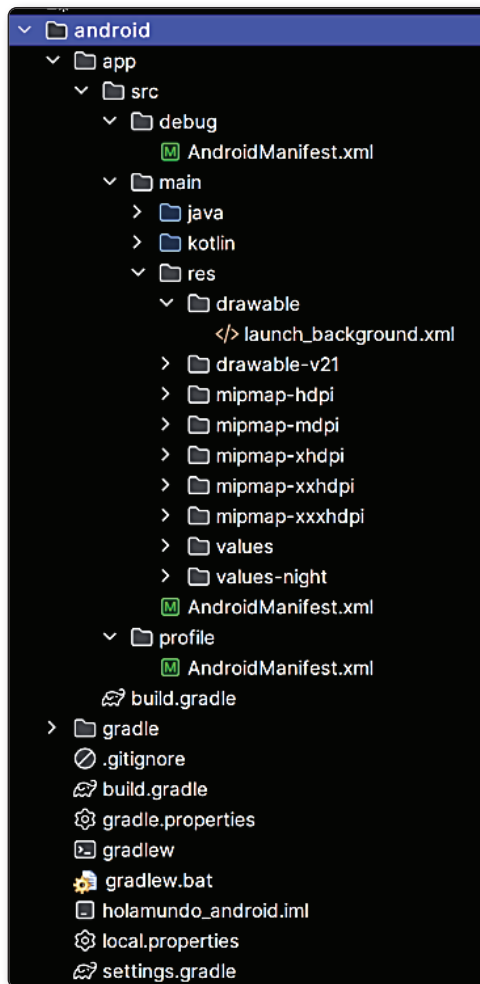 android
app
src
debug
AndroidManifest.xml
main
java
kotlin
res
drawable
launch_background.xml
drawable-v21
mipmap-hdpi
mipmap-mdpi
mipmap-xhdpi
mipmap-xxhdpi
mipmap-xxxhdpi
values
values-night
AndroidManifest.xml
profile
AndroidManifest.xml
build.gradle
gradle
.gitignore
build.gradle
gradle.properties
gradlew
gradlew.bat
holamundo_android.iml
local.properties
settings.gradle